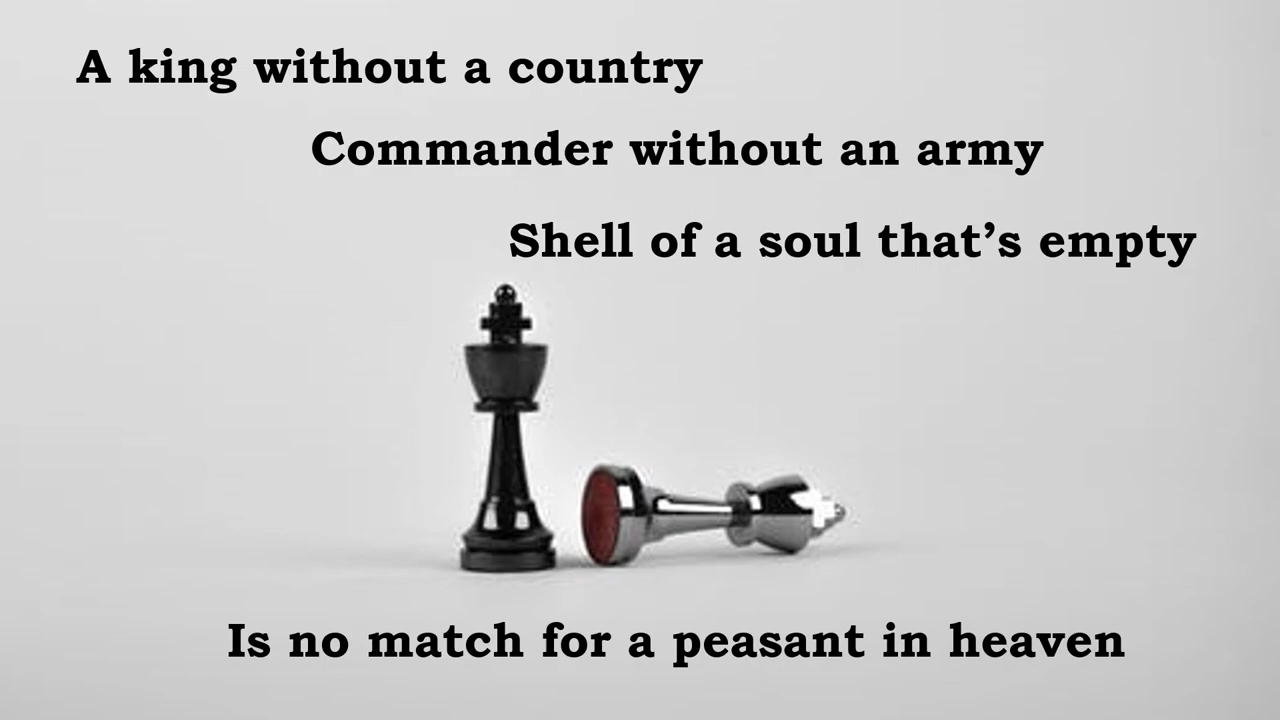 A king without a country
Commander without an army
Shell of a soul that’s empty
Is no match for a peasant in heaven